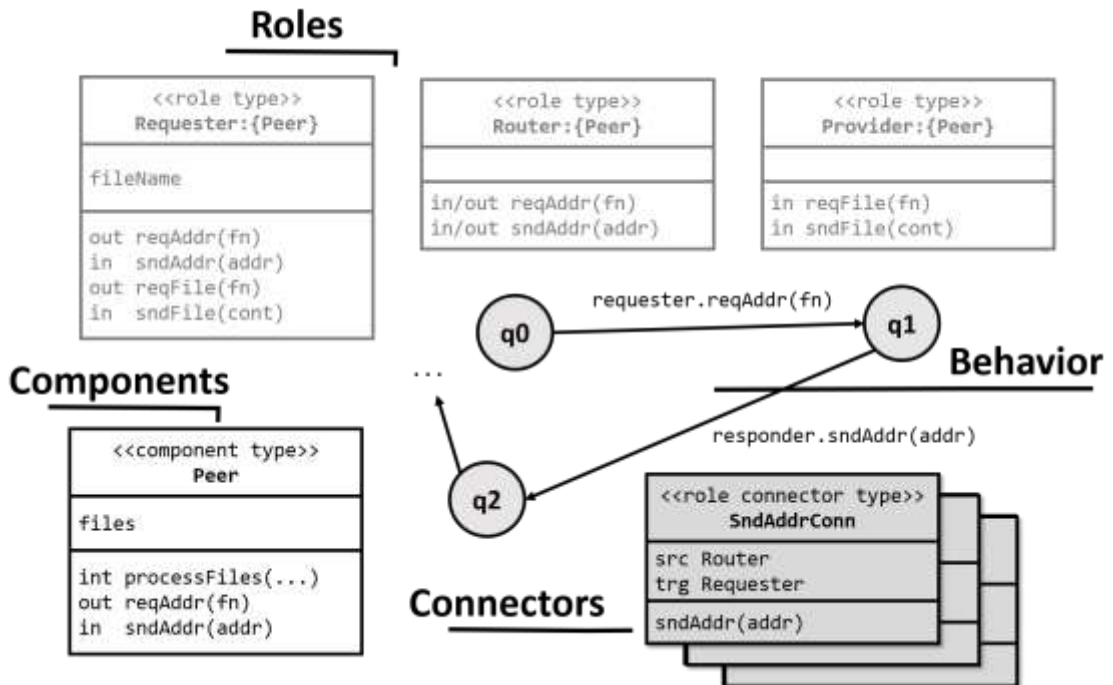 Roles
<<role type>>
Requester:{Peer}
fileName
out reqAddr(fn)
in sndAddr(addr)
out reqFile(fn)
in sndFile(cont)
<<role type>>
Router:{Peer}
in/out reqAddr(fn)
in/out sndAddr(addr)
<<role type>>
Provider:{Peer}
in reqFile(fn)
in sndFile(cont)
requester.reqAddr(fn)
q0
q1
Behavior
...
responder.sndAddr(addr)
q2
Components
<<component type>>
Peer
files
int processFiles(...)
out reqAddr(fn)
in sndAddr(addr)
Connectors
<<role connector type>>
SndAddrConn
src Router
trg Requester
sndAddr(addr)